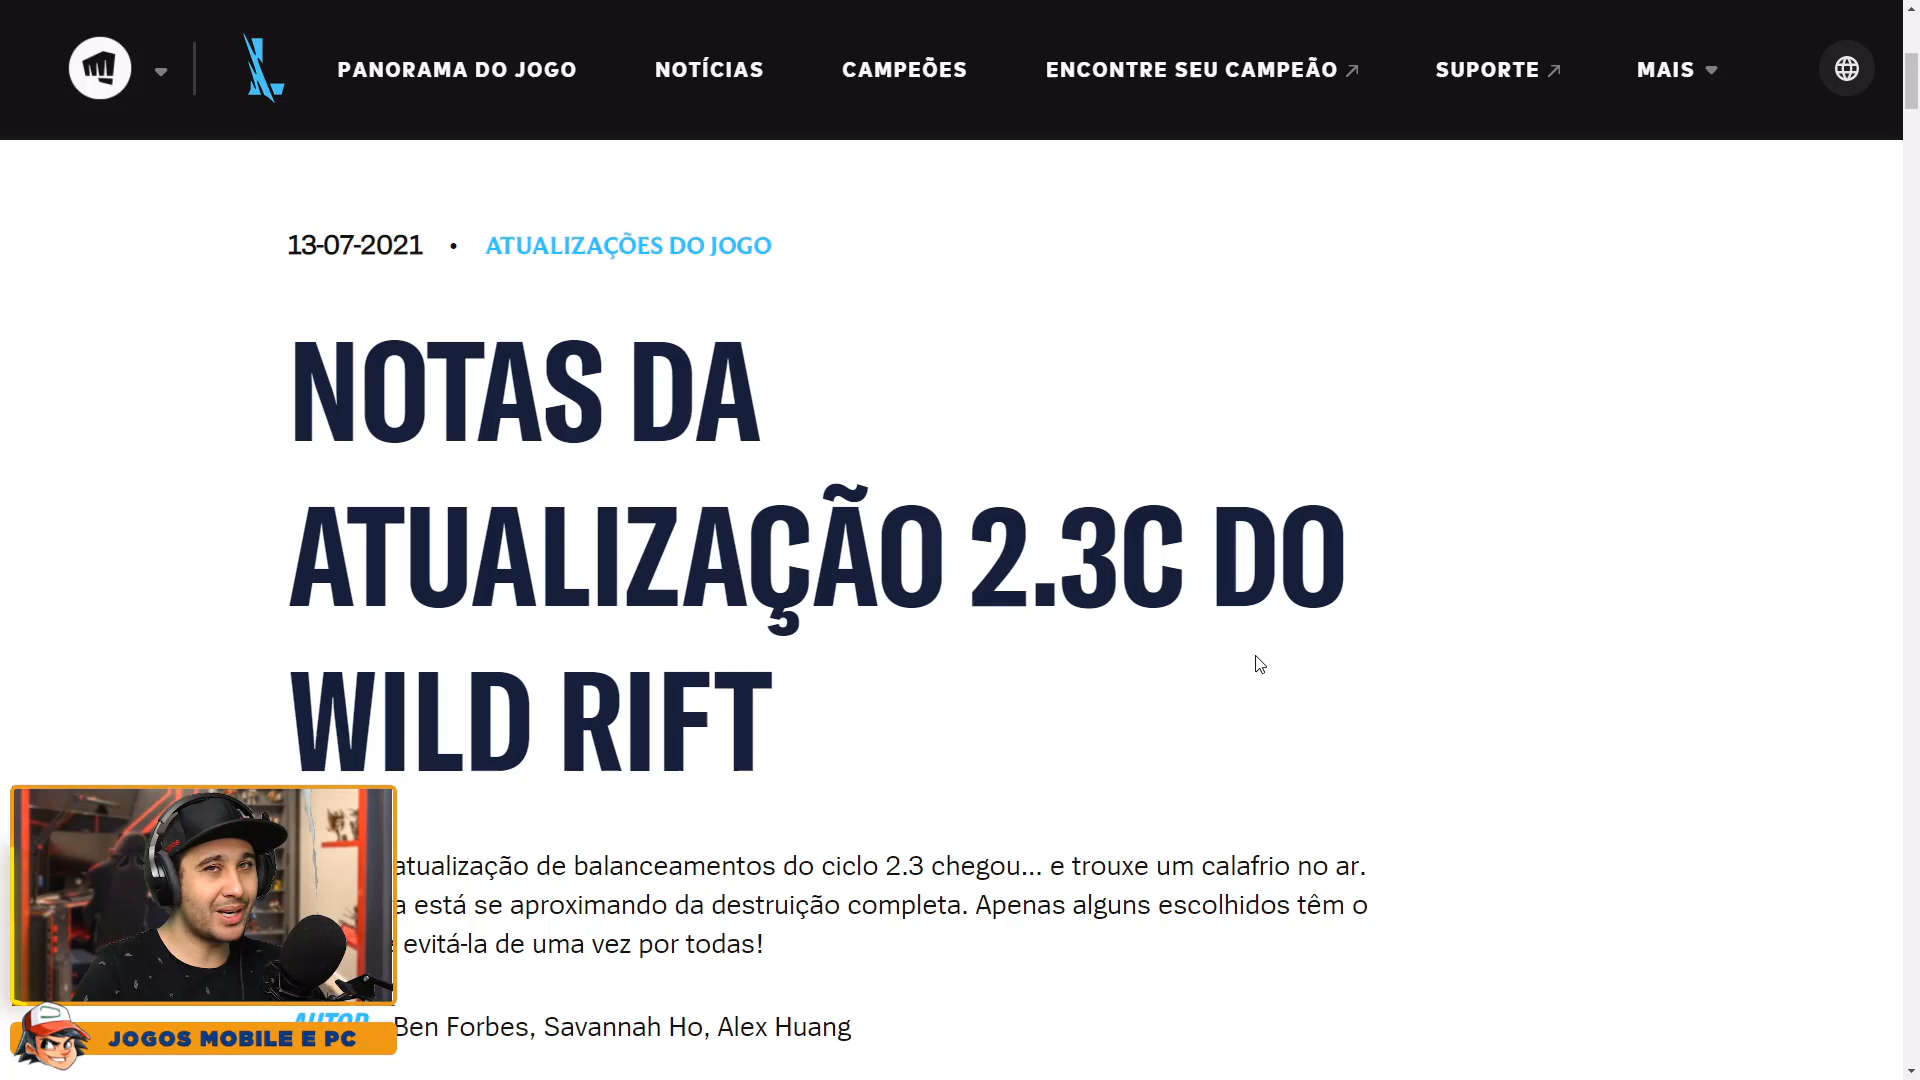 PANORAMA DO JOGO NOTÍCIAS CAMPEÕES ENCONTRE SEU CAMPEÃO SUPORTE MAIS
13-07-2021 • ATUALIZAÇÕES DO JOGO
NOTAS DA
ATUALIZAÇÃO 2.3C DO
WILD RIFT
atualização de balanceamentos do ciclo 2.3 chegou... e trouxe um calafrio no ar.
a está se aproximando da destruição completa. Apenas alguns escolhidos têm o
evitá-la de uma vez por todas!
AUTOR Ben Forbes, Savannah Ho, Alex Huang
JOGOS MOBILE E PC